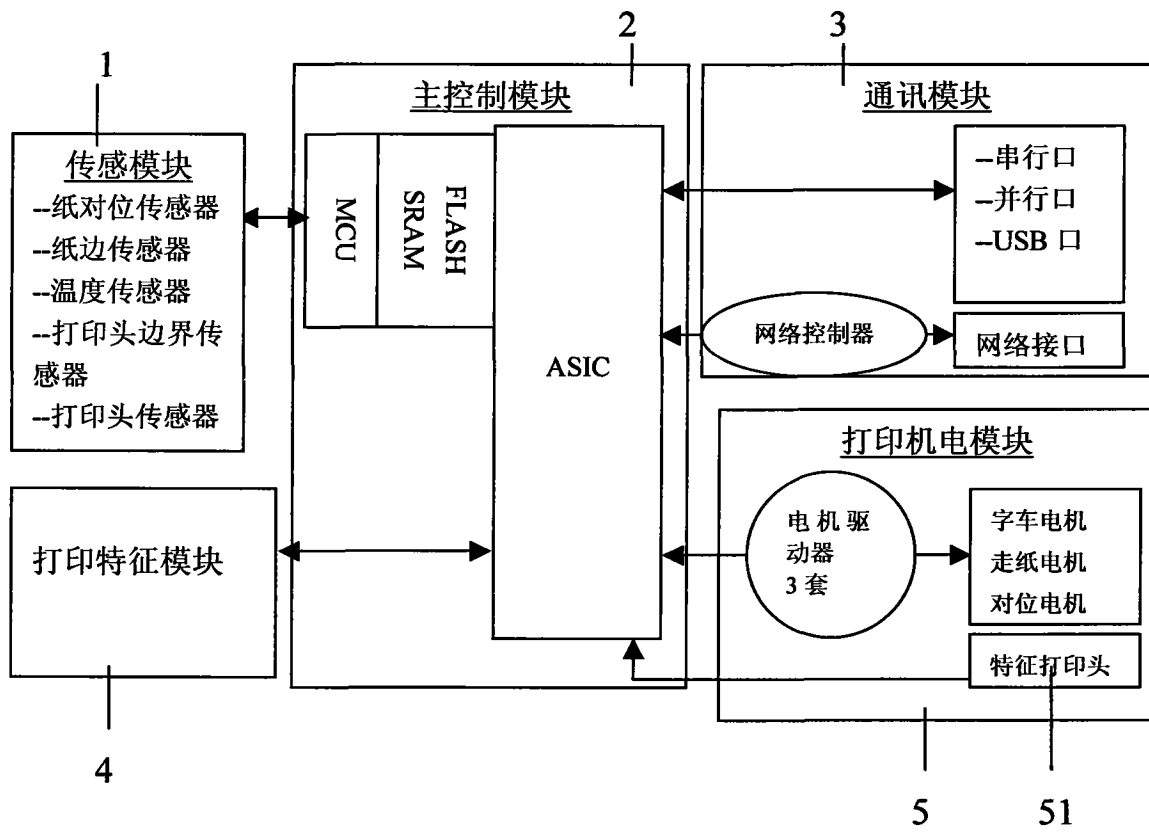 1
2
3
传感模块
--纸对位传感器
--纸边传感器
--温度传感器
--打印头边界传
感器
--打印头传感器
主控制模块
MCU
FLASH
SRAM
ASIC
通讯模块
--串行口
--并行口
--USB 口
网络控制器
网络接口
打印特征模块
打印机电模块
电 机 驱
动器
3 套
字车电机
走纸电机
对位电机
特征打印头
4
5
51